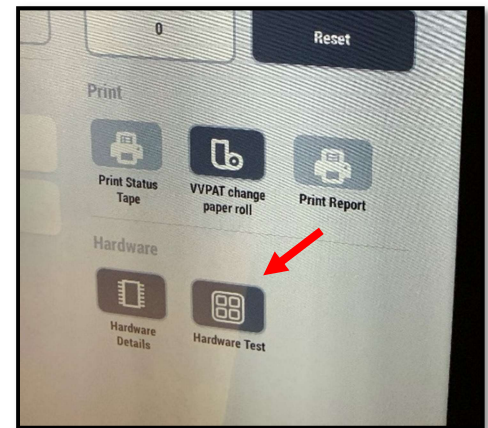 0
Reset
Print
Print Status
Tape
VVPAT change
paper roll
Print Report
Hardware
Hardware
Details
Hardware Test